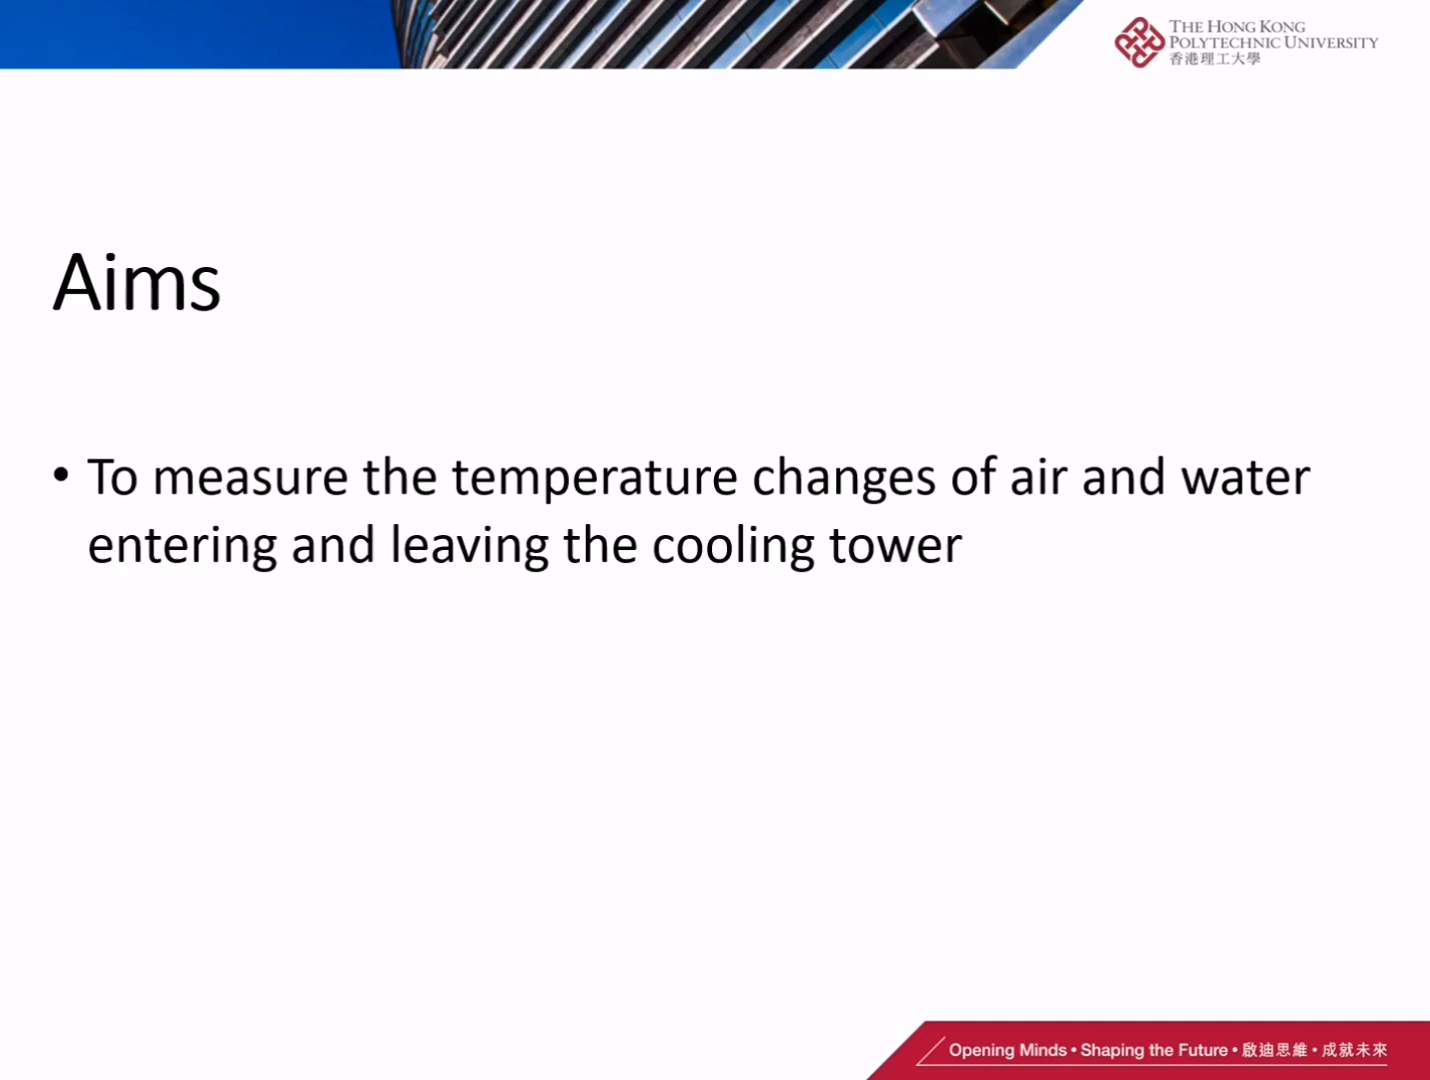 THE HONG KONG
POLYTECHNIC UNIVERSITY
香港理工大學
Aims
• To measure the temperature changes of air and water
entering and leaving the cooling tower
Opening Minds • Shaping the Future • 啟迪思維 • 成就未來